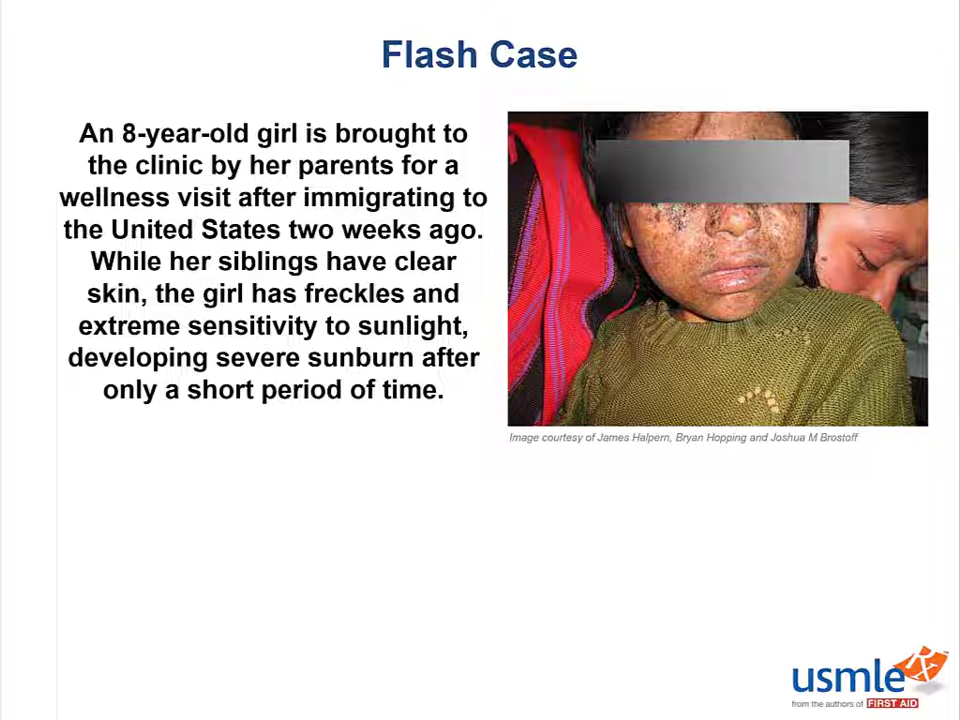 Flash Case
An 8-year-old girl is brought to
the clinic by her parents for a
wellness visit after immigrating to
the United States two weeks ago.
While her siblings have clear
skin, the girl has freckles and
extreme sensitivity to sunlight,
developing severe sunburn after
only a short period of time.
Image courtesy of James Halpern, Bryan Hopping and Joshua M Brostoff
usmle Rx
from the authors of FIRST AID